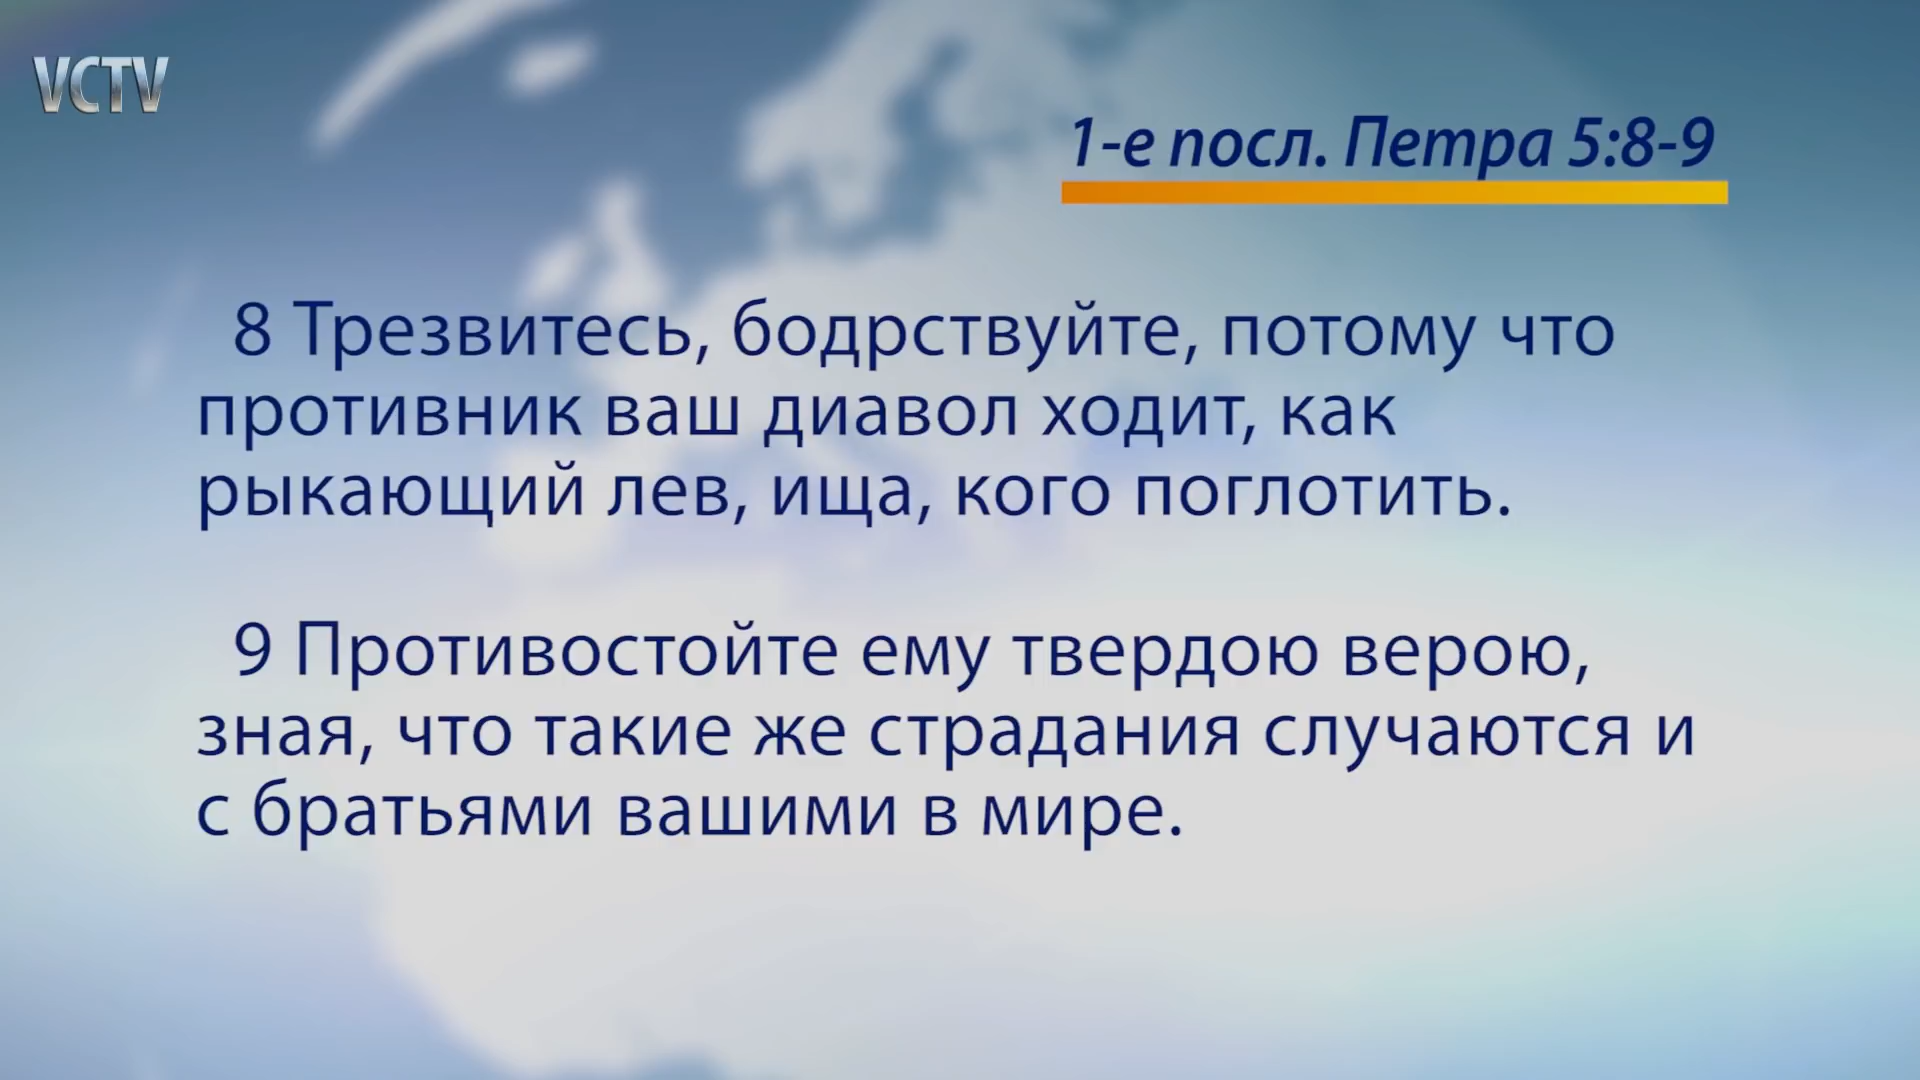 VCTV
1-е посл. Петра 5:8-9
8 Трезвитесь, бодрствуйте, потому что
противник ваш диавол ходит, как
рыкающий лев, ища, кого поглотить.
9 Противостойте ему твердою верою,
зная, что такие же страдания случаются и
с братьями вашими в мире.